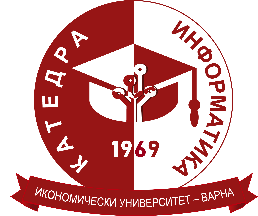 КАТЕДРА
ИНФОРМАТИКА
1969
ИКОНОМИЧЕСКИ УНИВЕРСИТЕТ – ВАРНА